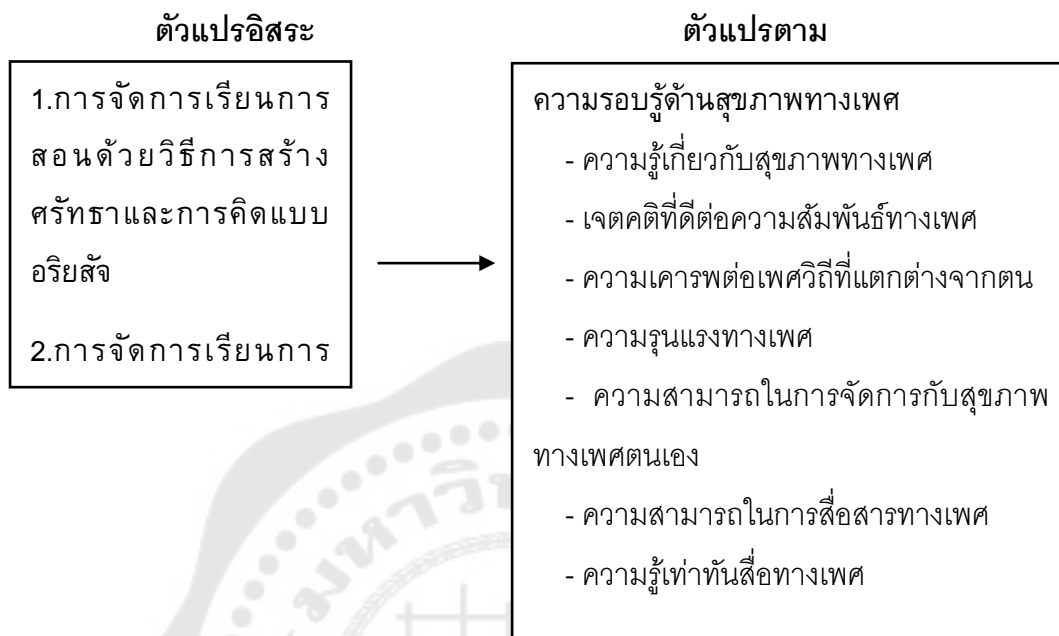 ตัวแปรอิสระ
1.การจัดการเรียนการ
สอนด้วยวิธีการสร้าง
ศรัทธาและการคิดแบบ
อริยสัจ
2.การจัดการเรียนการ
ตัวแปรตาม
ความรอบรู้ด้านสุขภาพทางเพศ
- ความรู้เกี่ยวกับสุขภาพทางเพศ
- เจตคติที่ดีต่อความสัมพันธ์ทางเพศ
- ความเคารพต่อเพศวิถีที่แตกต่างจากตน
- ความรุนแรงทางเพศ
- ความสามารถในการจัดการกับสุขภาพ
ทางเพศตนเอง
- ความสามารถในการสื่อสารทางเพศ
- ความรู้เท่าทันสื่อทางเพศ